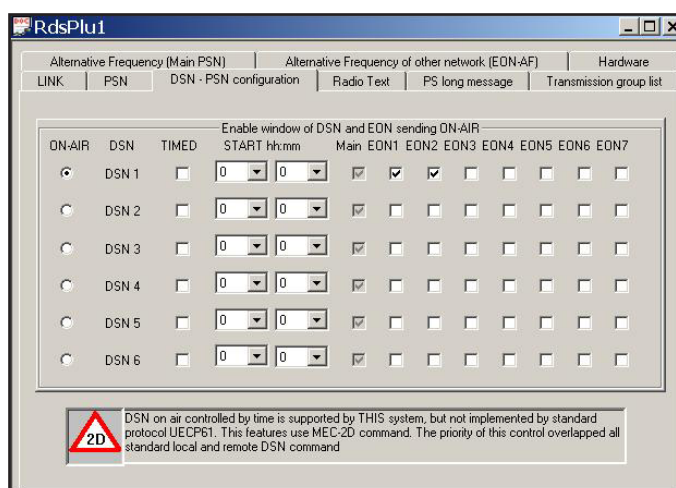 RdsPlu1
Alternative Frequency (Main PSN) Alternative Frequency of other network (EON-AF) Hardware
LINK PSN DSN - PSN configuration Radio Text PS long message Transmission group list
Enable window of DSN and EON sending ON-AIR
ON-AIR DSN TIMED START hh:mm Main EON1 EON2 EON3 EON4 EON5 EON6 EON7
DSN 1 0 0
DSN 2 0 0
DSN 3 0 0
DSN 4 0 0
DSN 5 0 0
DSN 6 0 0
2D
DSN on air controlled by time is supported by THIS system, but not implemented by standard
protocol UECP61. This features use MEC-2D command. The priority of this control overlapped all
standard local and remote DSN command